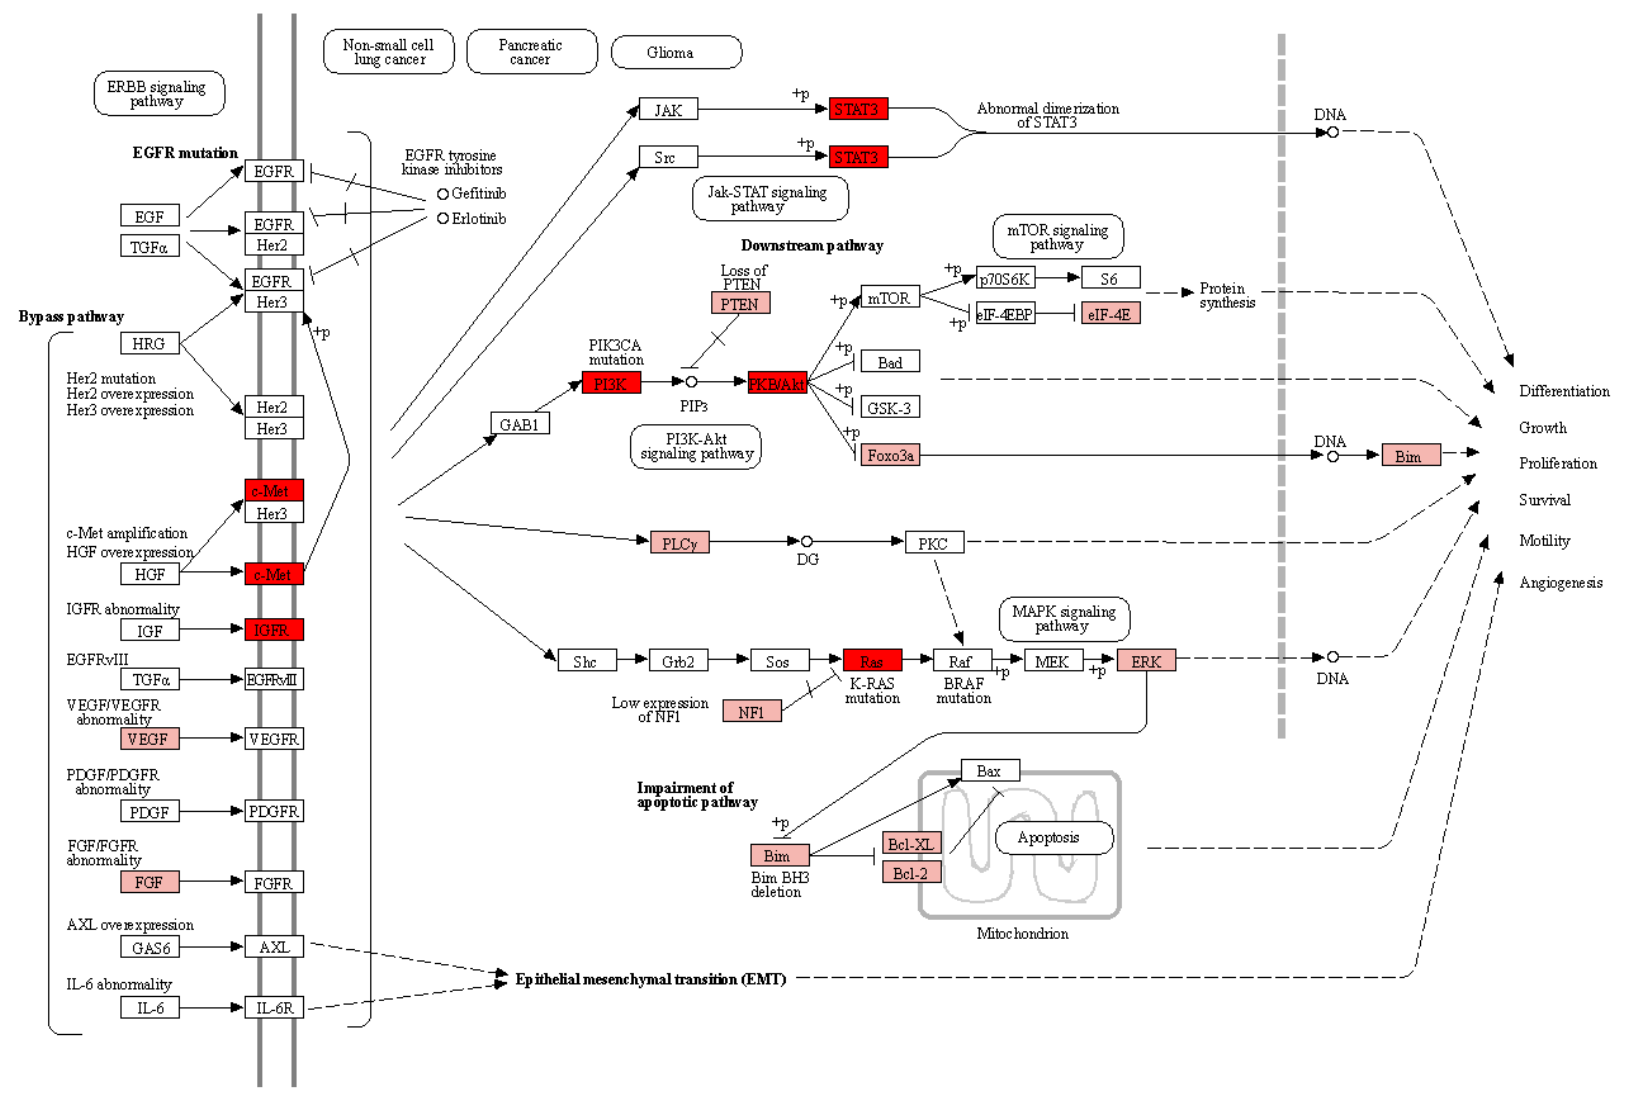 Non-small cell
lung cancer
Pancreatic
cancer
Glioma
ERBB signaling
pathway
JAK
+p
STAT3
Abnormal dimerization
of STAT3
DNA
Src
+p
STAT3
Jak-STAT signaling
pathway
EGFR mutation
EGFR
EGFR tyrosine
kinase inhibitors
Gefitinib
Erlotinib
EGF
TGFα
EGFR
Her2
EGFR
Her3
+p
Downstream pathway
mTOR signaling
pathway
Loss of
PTEN
PTEN
+p
mTOR
+p
p70S6K
S6
+p
eIF-4EBP
eIF-4E
Protein
synthesis
Bypass pathway
HRG
Her2 mutation
Her2 overexpression
Her3 overexpression
Her2
Her3
PIK3CA
mutation
PI3K
PIP3
PKB/Akt
+p
Bad
+p
GSK-3
+p
Foxo3a
DNA
Bim
GAB1
PI3K-Akt
signaling pathway
Differentiation
Growth
Proliferation
Survival
Motility
Angiogenesis
c-Met
Her3
c-Met amplification
HGF overexpression
HGF
c-Met
PLCγ
DG
PKC
IGFR abnormality
IGF
IGFR
MAPK signaling
pathway
EGFRvIII
TGFα
EGFRvIII
Shc
Grb2
Sos
Ras
Raf
+p
MEK
+p
ERK
DNA
K-RAS
mutation
BRAF
mutation
Low expression
of NF1
NF1
VEGF/VEGFR
abnormality
VEGF
VEGFR
PDGF/PDGFR
abnormality
PDGF
PDGFR
Impairment of
apoptotic pathway
Bax
+p
Bim
Bim BH3
deletion
Bcl-XL
Bcl-2
Apoptosis
Mitochondrion
FGF/FGFR
abnormality
FGF
FGFR
AXL overexpression
GAS6
AXL
Epithelial mesenchymal transition (EMT)
IL-6 abnormality
IL-6
IL-6R